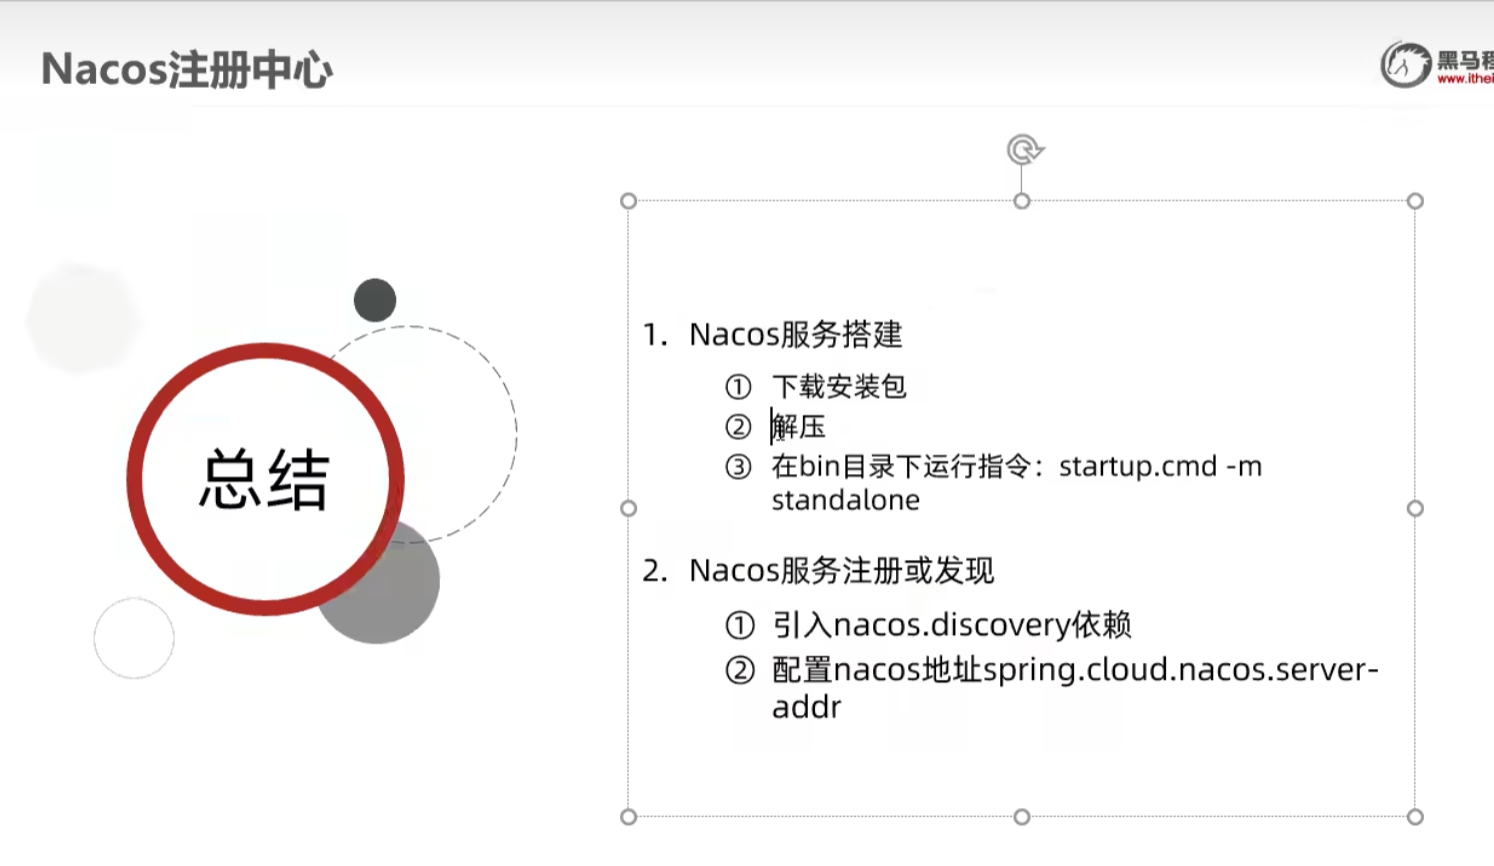 Nacos注册中心
黑马程
www.ithei
总结
1. Nacos服务搭建
① 下载安装包
② 解压
③ 在bin目录下运行指令：startup.cmd -m
standalone
2. Nacos服务注册或发现
① 引入nacos.discovery依赖
② 配置nacos地址spring.cloud.nacos.server-
addr